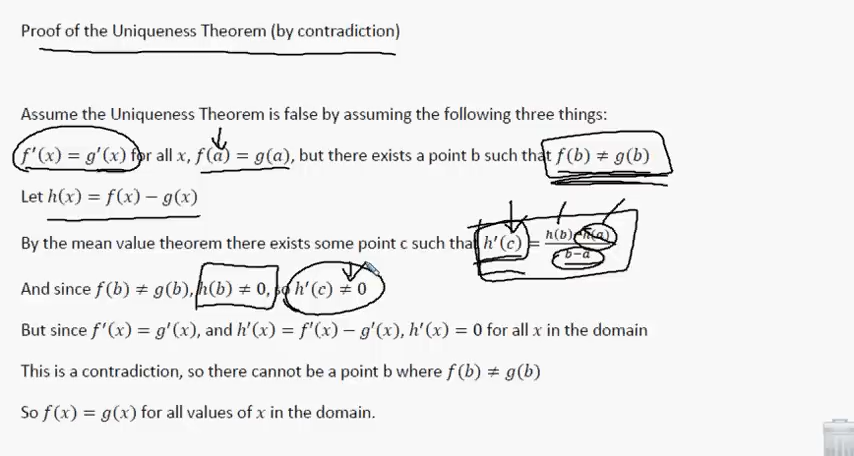 Proof of the Uniqueness Theorem (by contradiction)
Assume the Uniqueness Theorem is false by assuming the following three things:
f′(x) = g′(x) for all x, f(a) = g(a), but there exists a point b such that f(b) ≠ g(b)
Let h(x) = f(x) − g(x)
By the mean value theorem there exists some point c such that h′(c) = (h(b)−h(a))/(b−a)
And since f(b) ≠ g(b), h(b) ≠ 0, so h′(c) ≠ 0
But since f′(x) = g′(x), and h′(x) = f′(x) − g′(x), h′(x) = 0 for all x in the domain
This is a contradiction, so there cannot be a point b where f(b) ≠ g(b)
So f(x) = g(x) for all values of x in the domain.